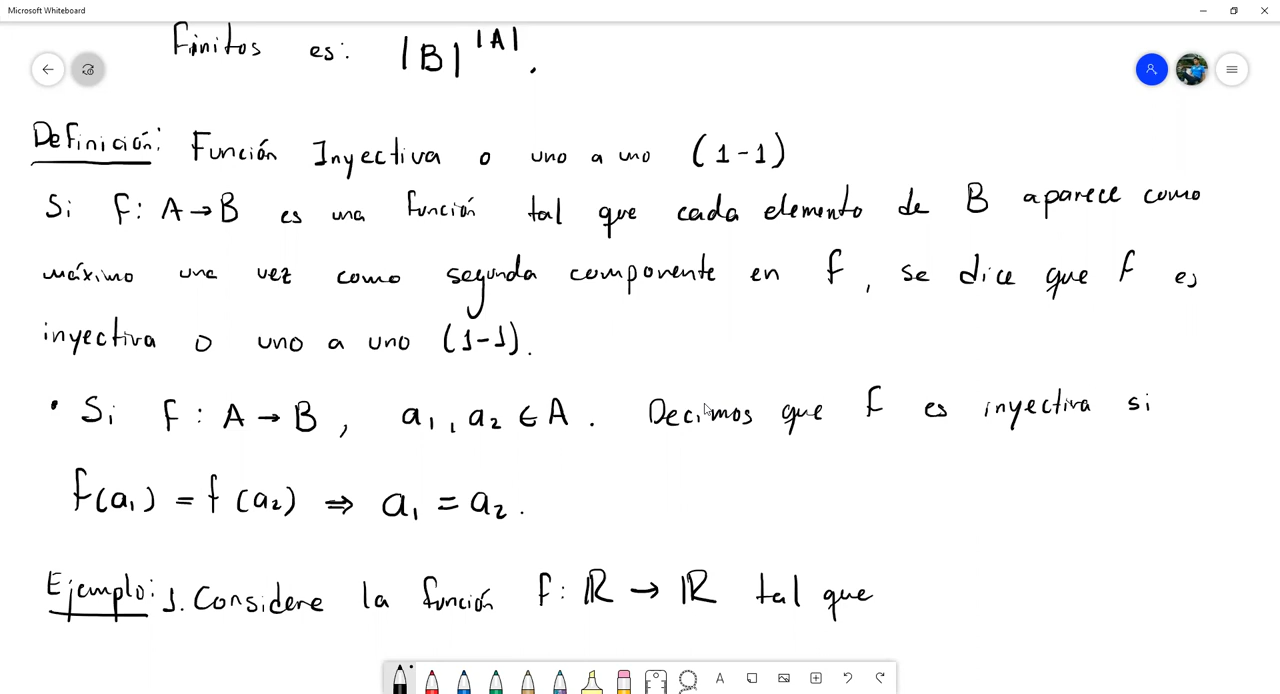 Microsoft Whiteboard
Finitos es: |B|^|A|.
Definición: Función Inyectiva o uno a uno (1-1)
Si f: A→B es una función tal que cada elemento de B aparece como
máximo una vez como segunda componente en f, se dice que f es
inyectiva o uno a uno (1-1).
• Si f: A→B, a₁, a₂ ∈ A. Decimos que f es inyectiva si
f(a₁) = f(a₂) ⇒ a₁ = a₂.
Ejemplo: 1. Considere la función f: ℝ → ℝ tal que